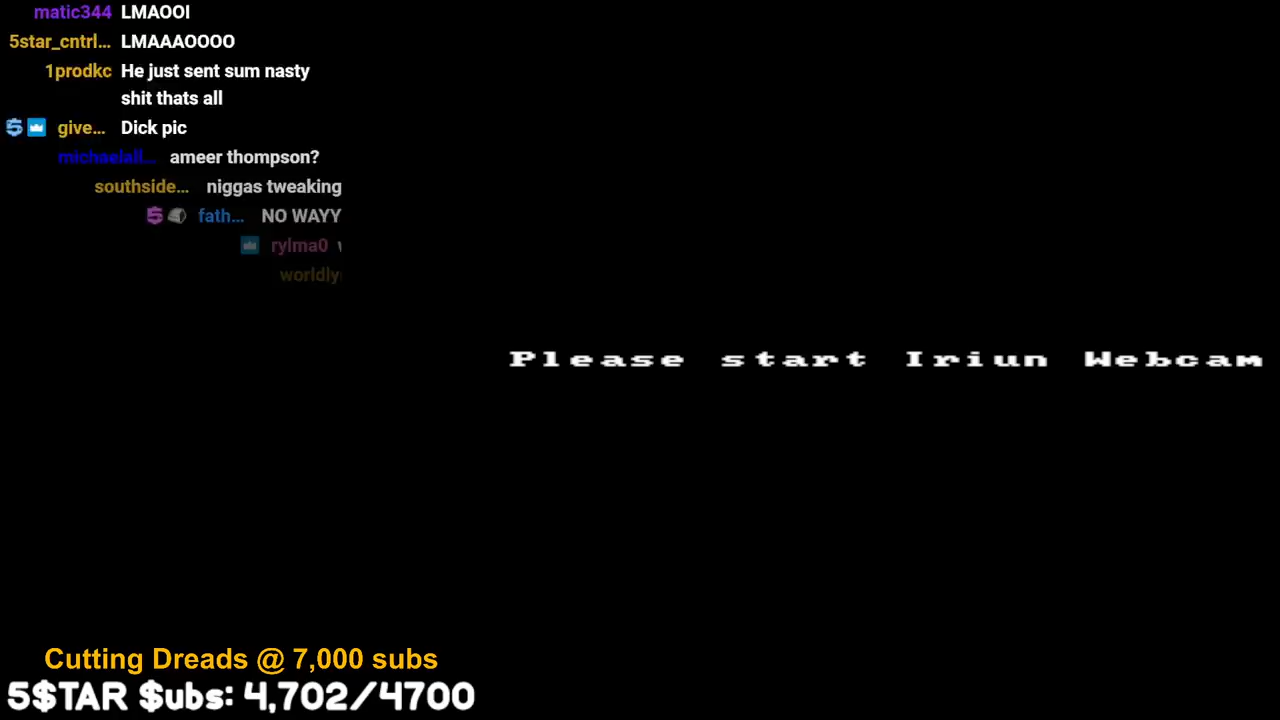 matic344 LMAOOI
5star_cntrl... LMAAAOOOO
1prodkc He just sent sum nasty
shit thats all
give... Dick pic
michaelall... ameer thompson?
southside... niggas tweaking
fath... NO WAYY
rylma0
worldly
Please start Iriun Webcam
Cutting Dreads @ 7,000 subs
5$TAR $ubs: 4,702/4700